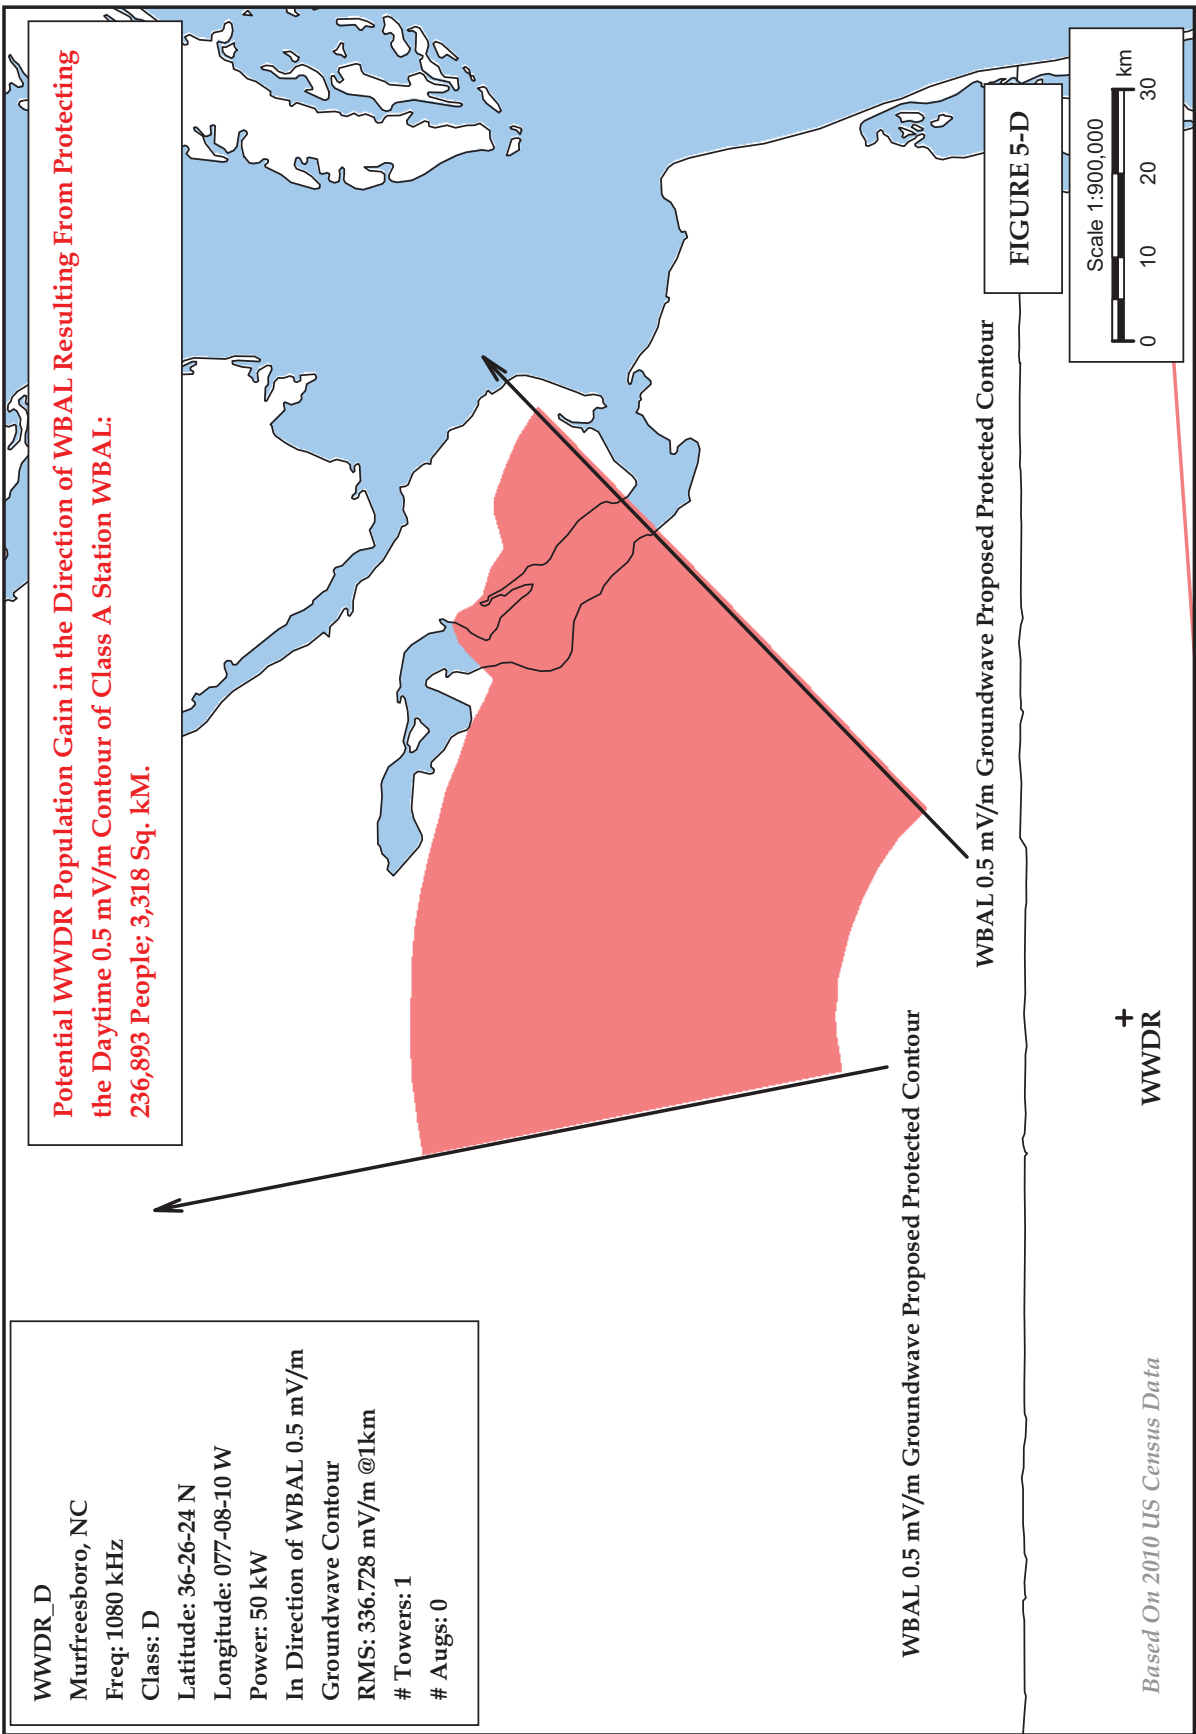 WWDR_D
Murfreesboro, NC
Freq: 1080 kHz
Class: D
Latitude: 36-26-24 N
Longitude: 077-08-10 W
Power: 50 kW
In Direction of WBAL 0.5 mV/m
Groundwave Contour
RMS: 336.728 mV/m @1km
# Towers: 1
# Augs: 0
Potential WWDR Population Gain in the Direction of WBAL Resulting From Protecting
the Daytime 0.5 mV/m Contour of Class A Station WBAL:
236,893 People; 3,318 Sq. kM.
WBAL 0.5 mV/m Groundwave Proposed Protected Contour
WBAL 0.5 mV/m Groundwave Proposed Protected Contour
FIGURE 5-D
Scale 1:900,000
0 10 20 30
km
WWDR
Based On 2010 US Census Data